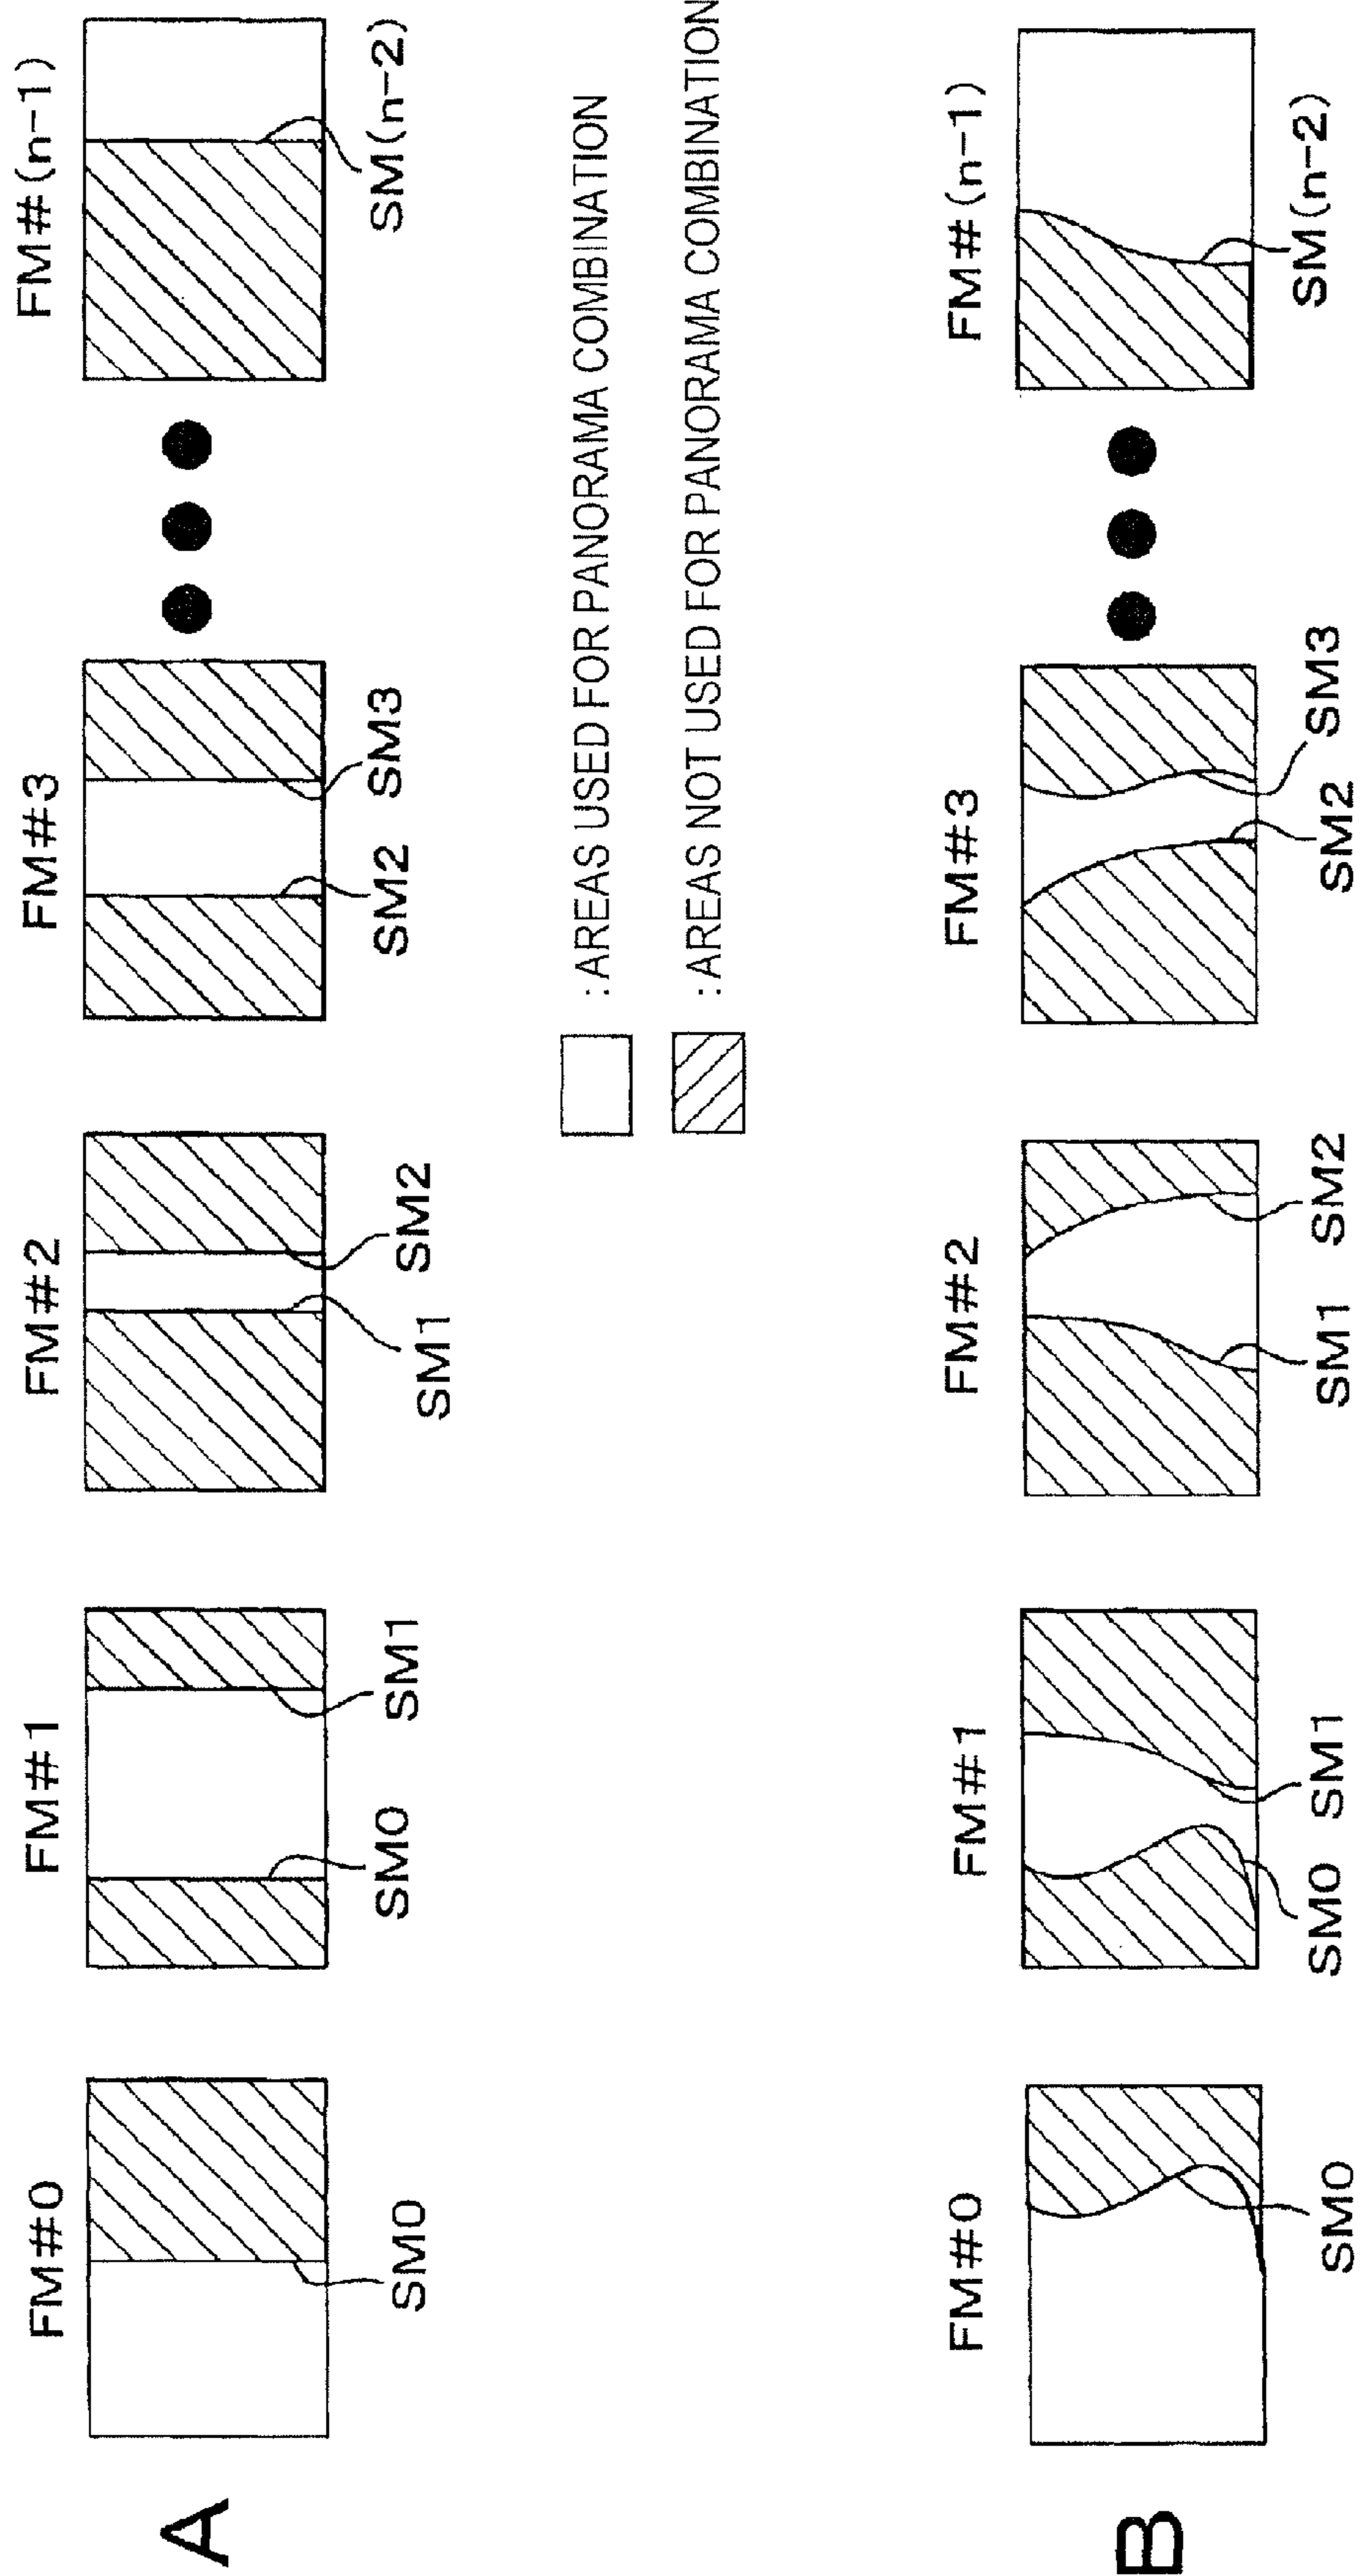 A
FM#0
FM#1
FM#2
FM#3
FM#(n-1)
SM0
SM0
SM1
SM1
SM2
SM2
SM3
SM(n-2)
:AREAS USED FOR PANORAMA COMBINATION
:AREAS NOT USED FOR PANORAMA COMBINATION
B
FM#0
FM#1
FM#2
FM#3
FM#(n-1)
SM0
SM0
SM1
SM1
SM2
SM2
SM3
SM(n-2)